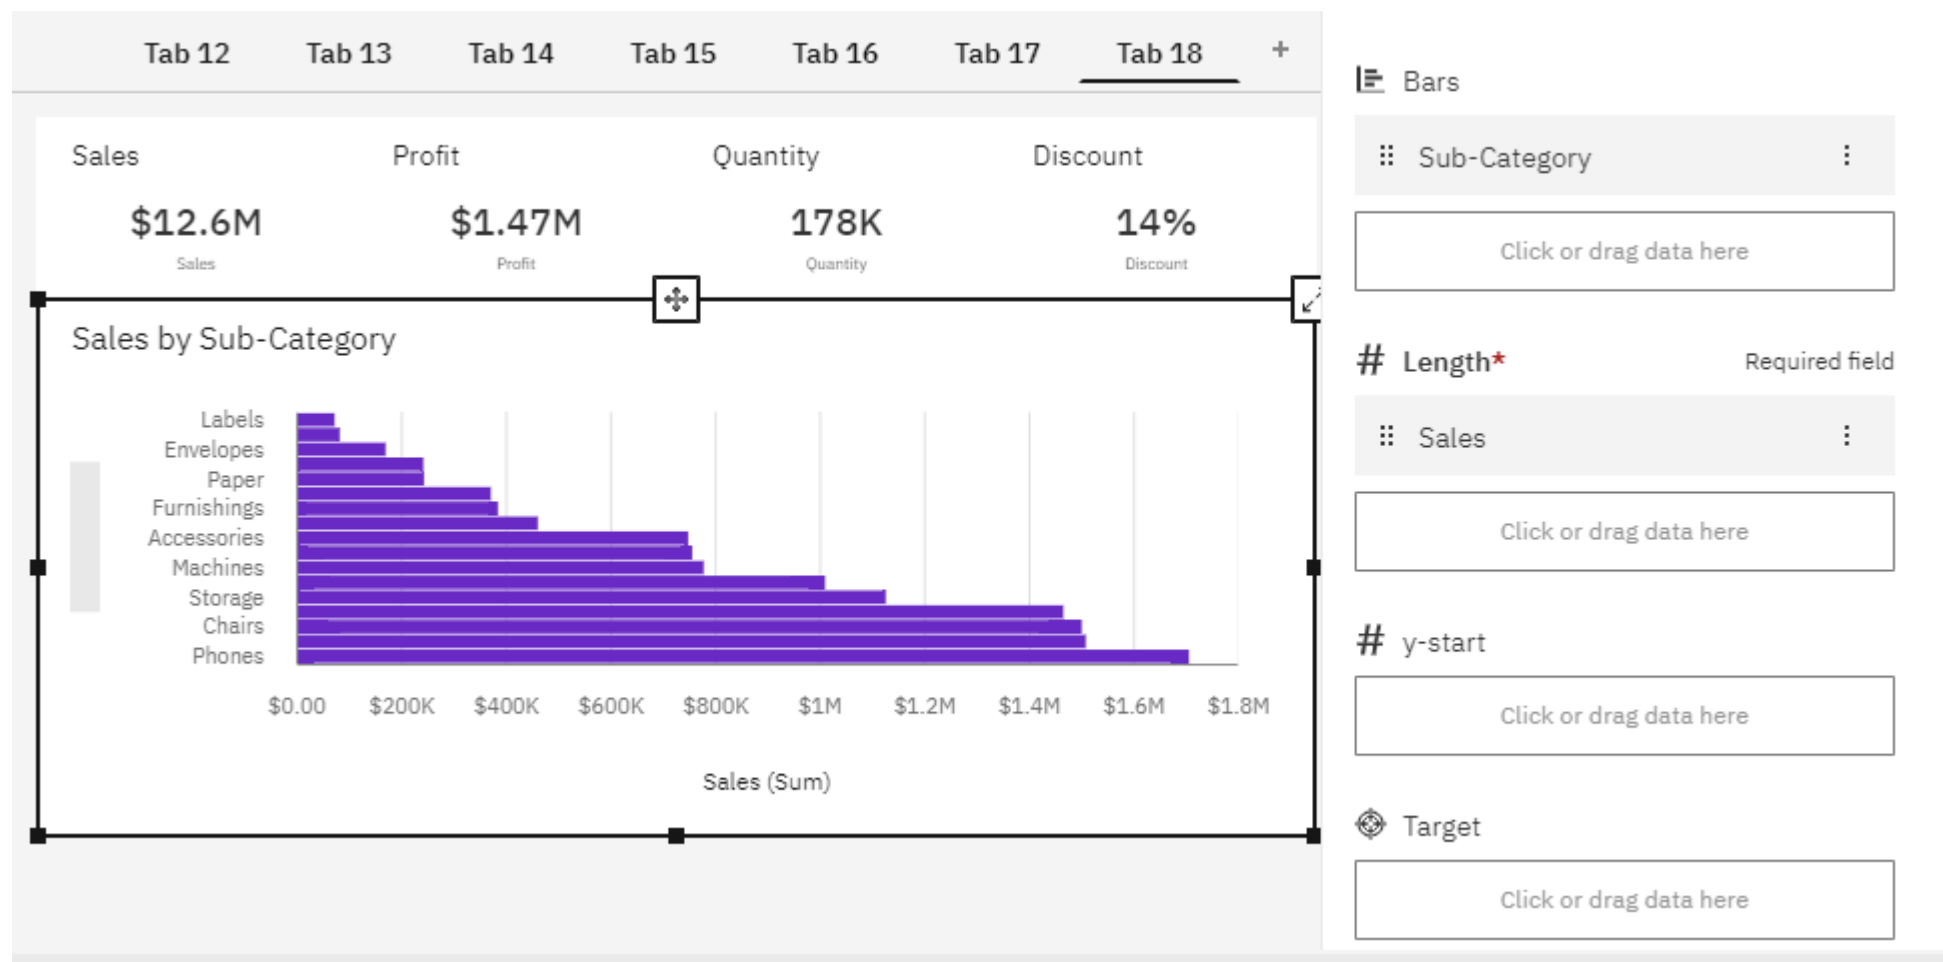 Tab 12 Tab 13 Tab 14 Tab 15 Tab 16 Tab 17 Tab 18 +
Sales Profit Quantity Discount
$12.6M $1.47M 178K 14%
Sales Profit Quantity Discount
Sales by Sub-Category
Labels
Envelopes
Paper
Furnishings
Accessories
Machines
Storage
Chairs
Phones
$0.00 $200K $400K $600K $800K $1M $1.2M $1.4M $1.6M $1.8M
Sales (Sum)
Bars
Sub-Category
Click or drag data here
# Length* Required field
Sales
Click or drag data here
# y-start
Click or drag data here
Target
Click or drag data here